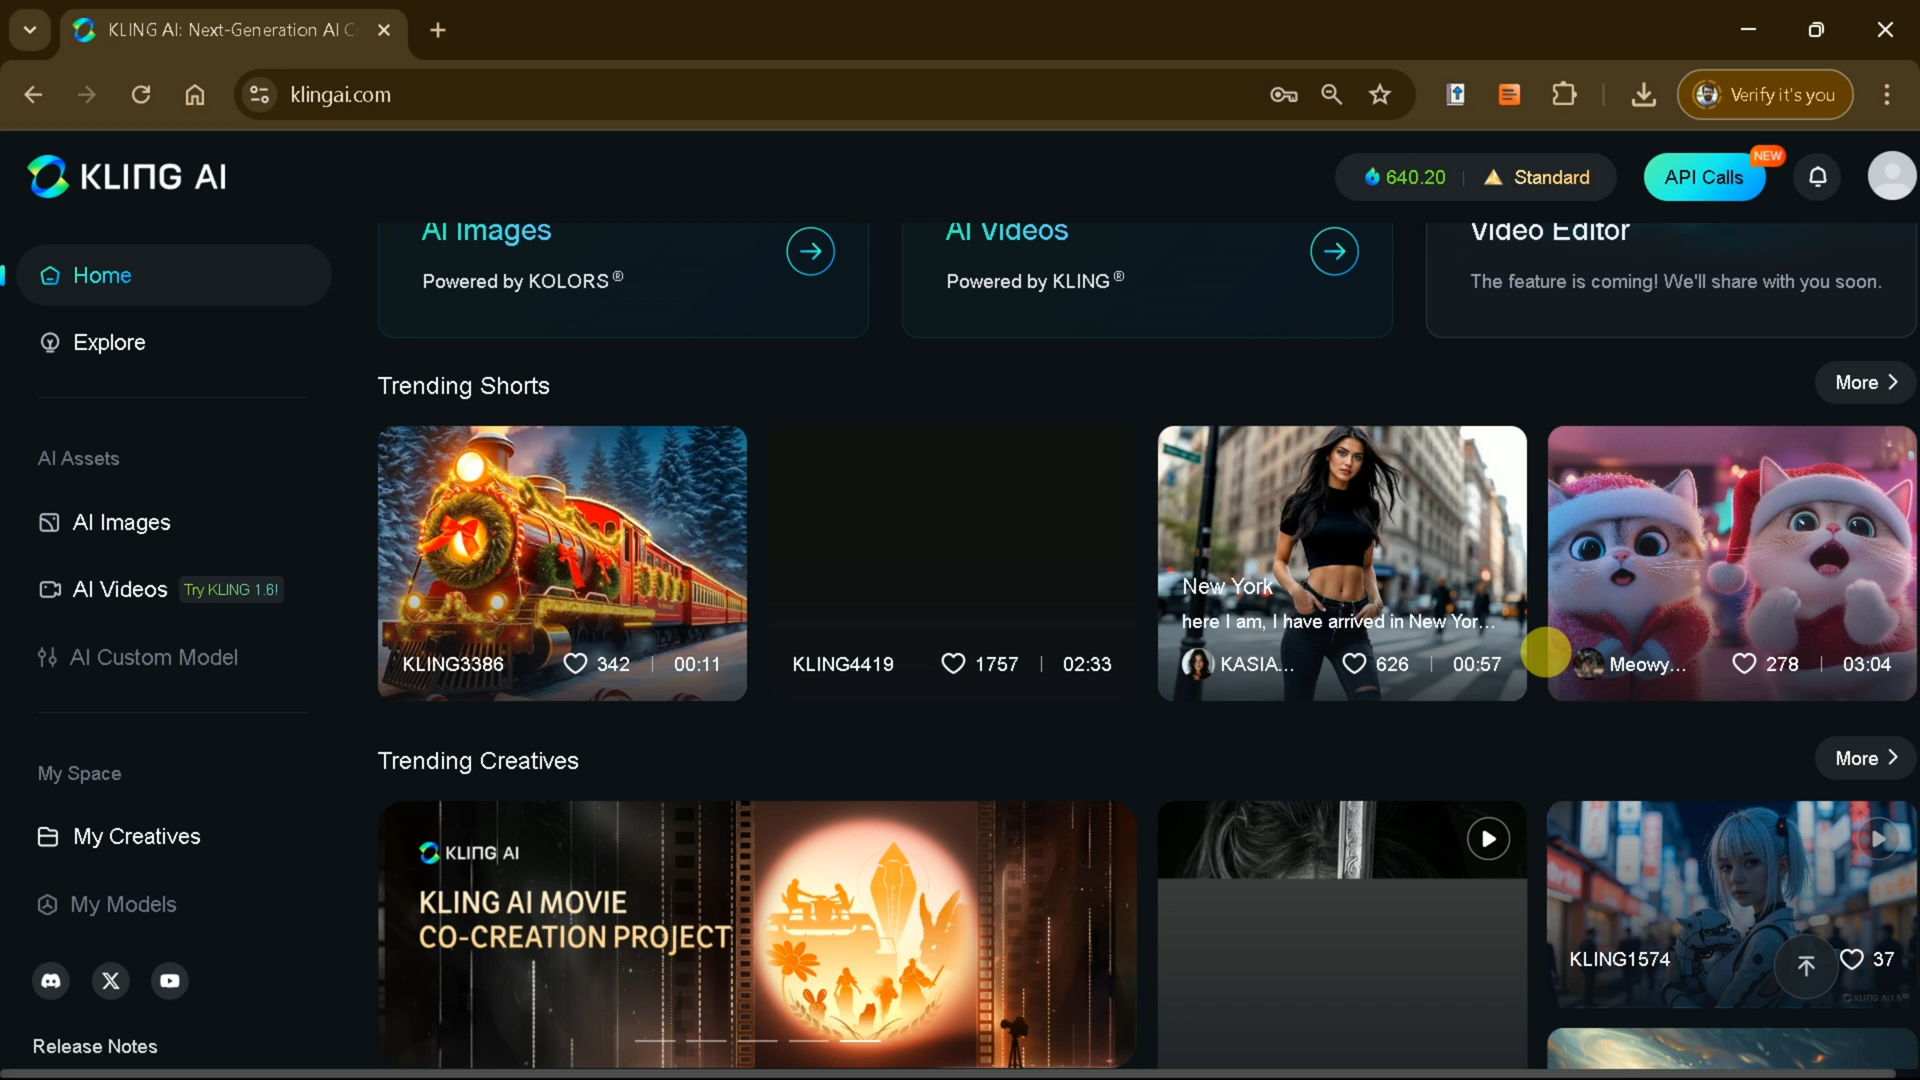 KLING AI: Next-Generation AI C
klingai.com
Verify it's you
KLING AI
640.20
Standard
API Calls
NEW
Home
Explore
AI Assets
AI Images
AI Videos
Try KLING 1.6!
AI Custom Model
My Space
My Creatives
My Models
Release Notes
AI Images
Powered by KOLORS®
AI Videos
Powered by KLING®
Video Editor
The feature is coming! We'll share with you soon.
Trending Shorts
More
KLING3386
342
00:11
KLING4419
1757
02:33
New York
here I am, I have arrived in New Yor...
KASIA...
626
00:57
Meowy...
278
03:04
Trending Creatives
More
KLING AI
KLING AI MOVIE
CO-CREATION PROJECT
KLING1574
37
KLING AI 1.5